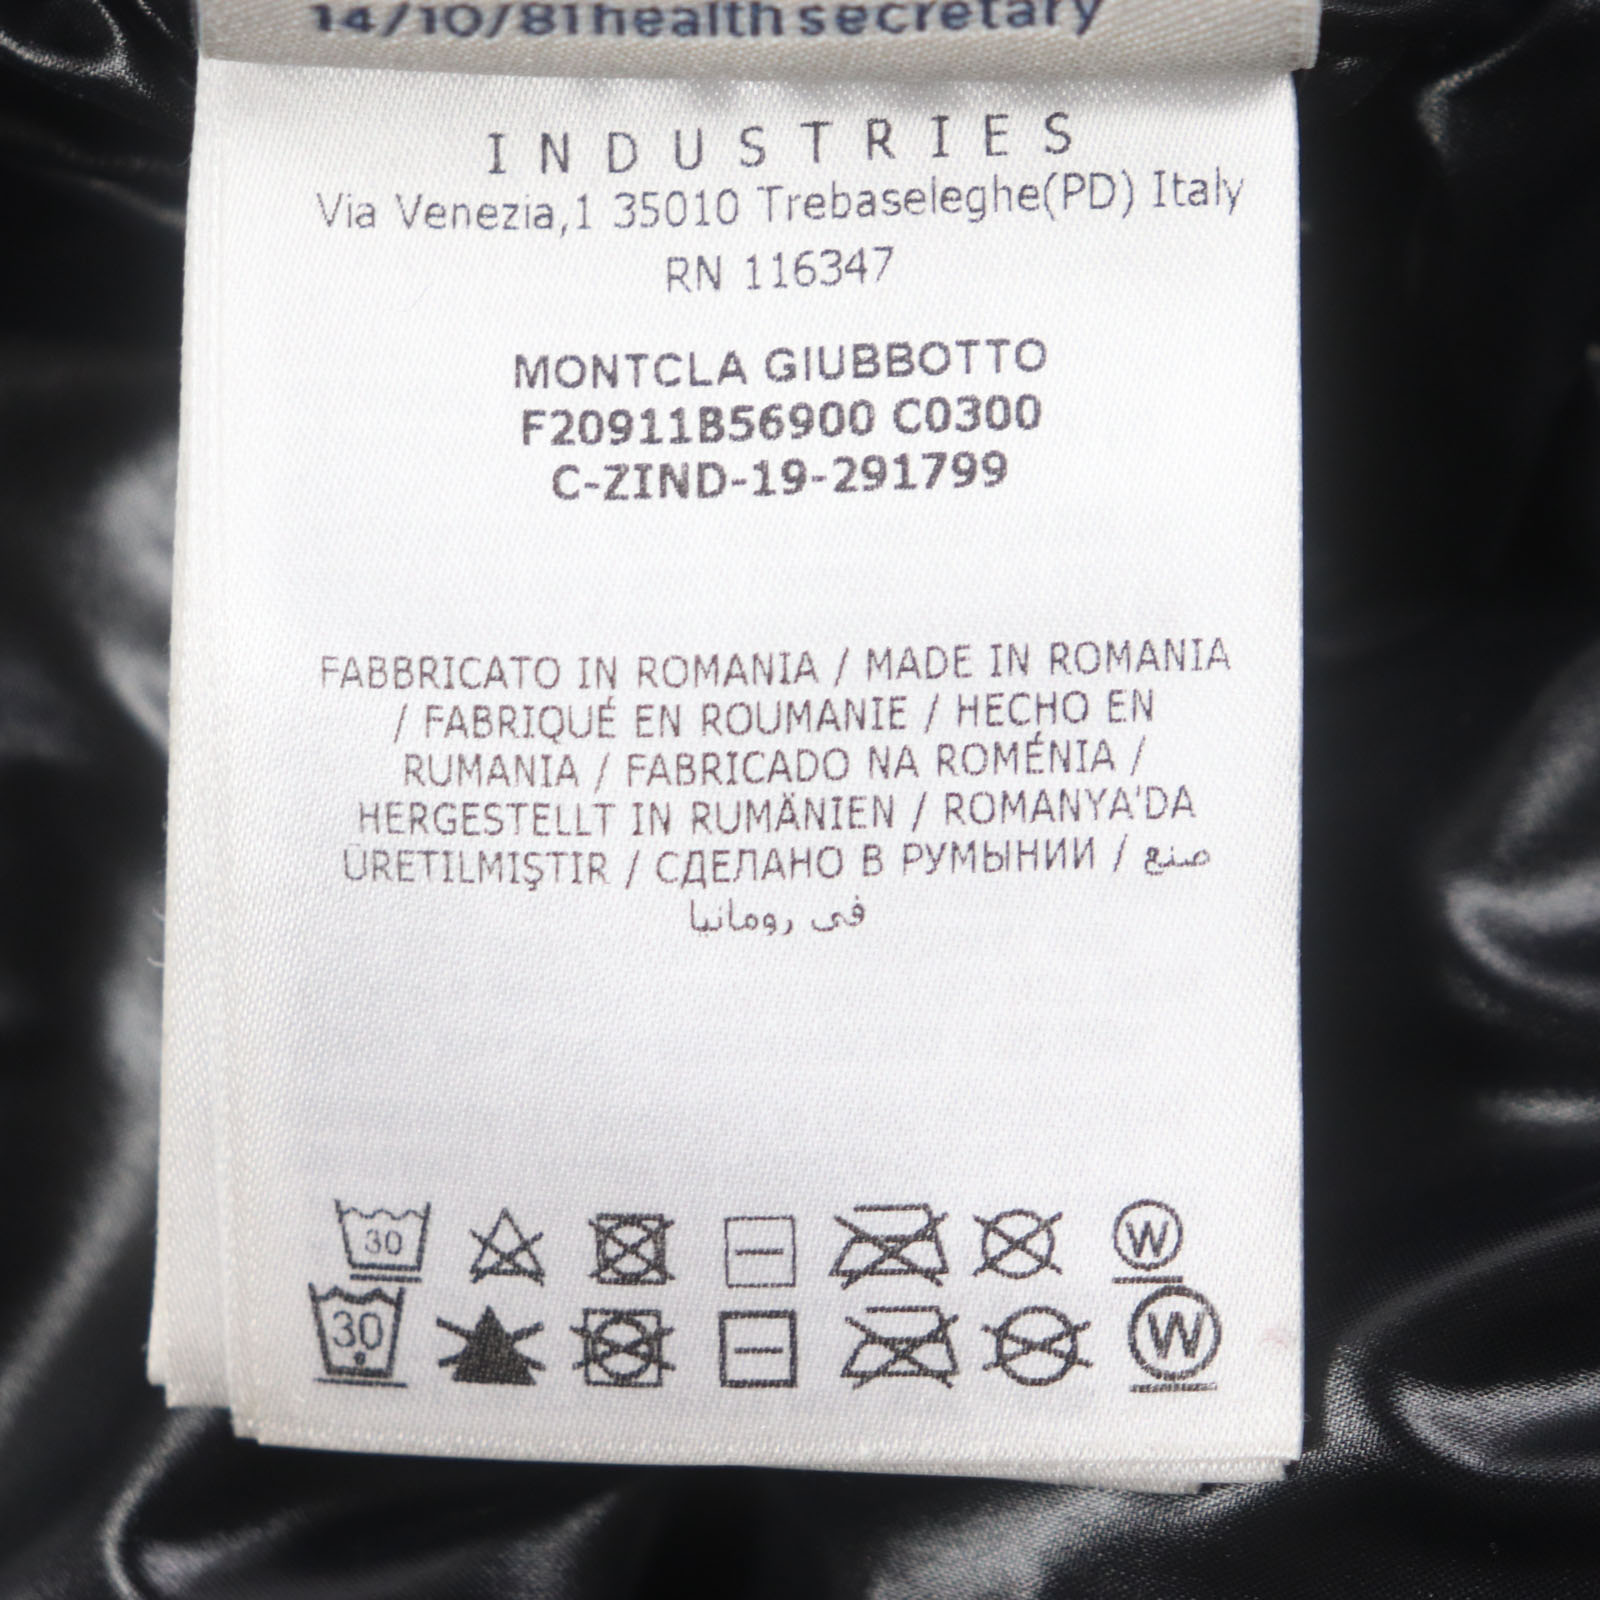 14/10/81 health secretary
INDUSTRIES
Via Venezia,1 35010 Trebaseleghe(PD) Italy
RN 116347
MONTCLA GIUBBOTTO
F20911B56900 C0300
C-ZIND-19-291799
FABBRICATO IN ROMANIA / MADE IN ROMANIA
/ FABRIQUÉ EN ROUMANIE / HECHO EN
RUMANIA / FABRICADO NA ROMÉNIA /
HERGESTELLT IN RUMÄNIEN / ROMANYA'DA
ÜRETILMIŞTIR / СДЕЛАНО В РУМЫНИИ / صنع
في رومانيا
30 W
30 W